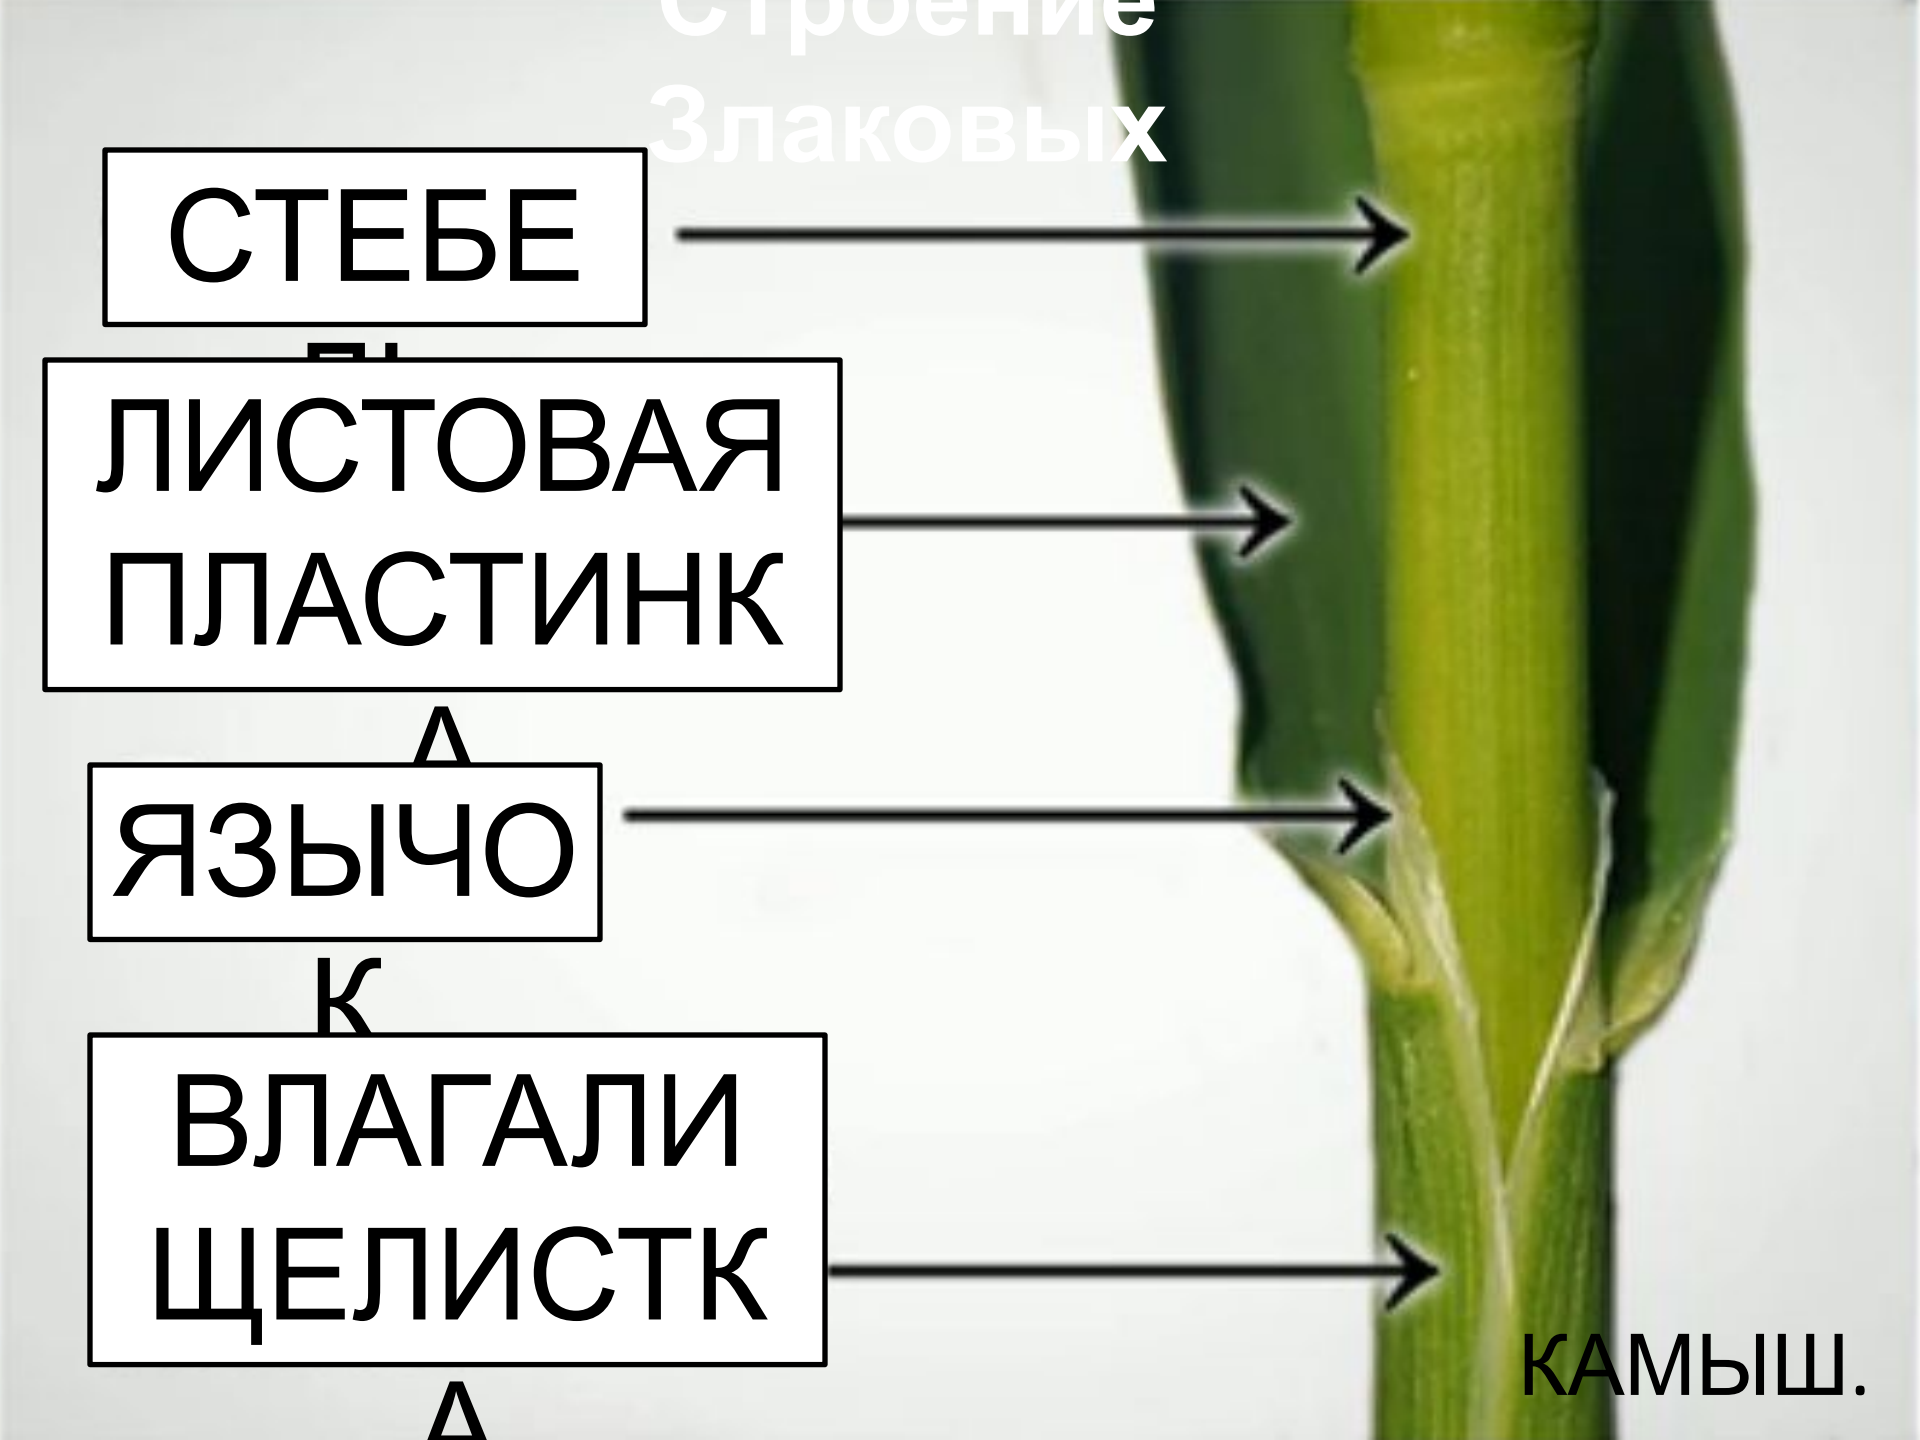 Строение
Злаковых
СТЕБЕ
ЛЬ
ЛИСТОВАЯ
ПЛАСТИНК
А
ЯЗЫЧО
К
ВЛАГАЛИ
ЩЕЛИСТК
А
КАМЫШ.